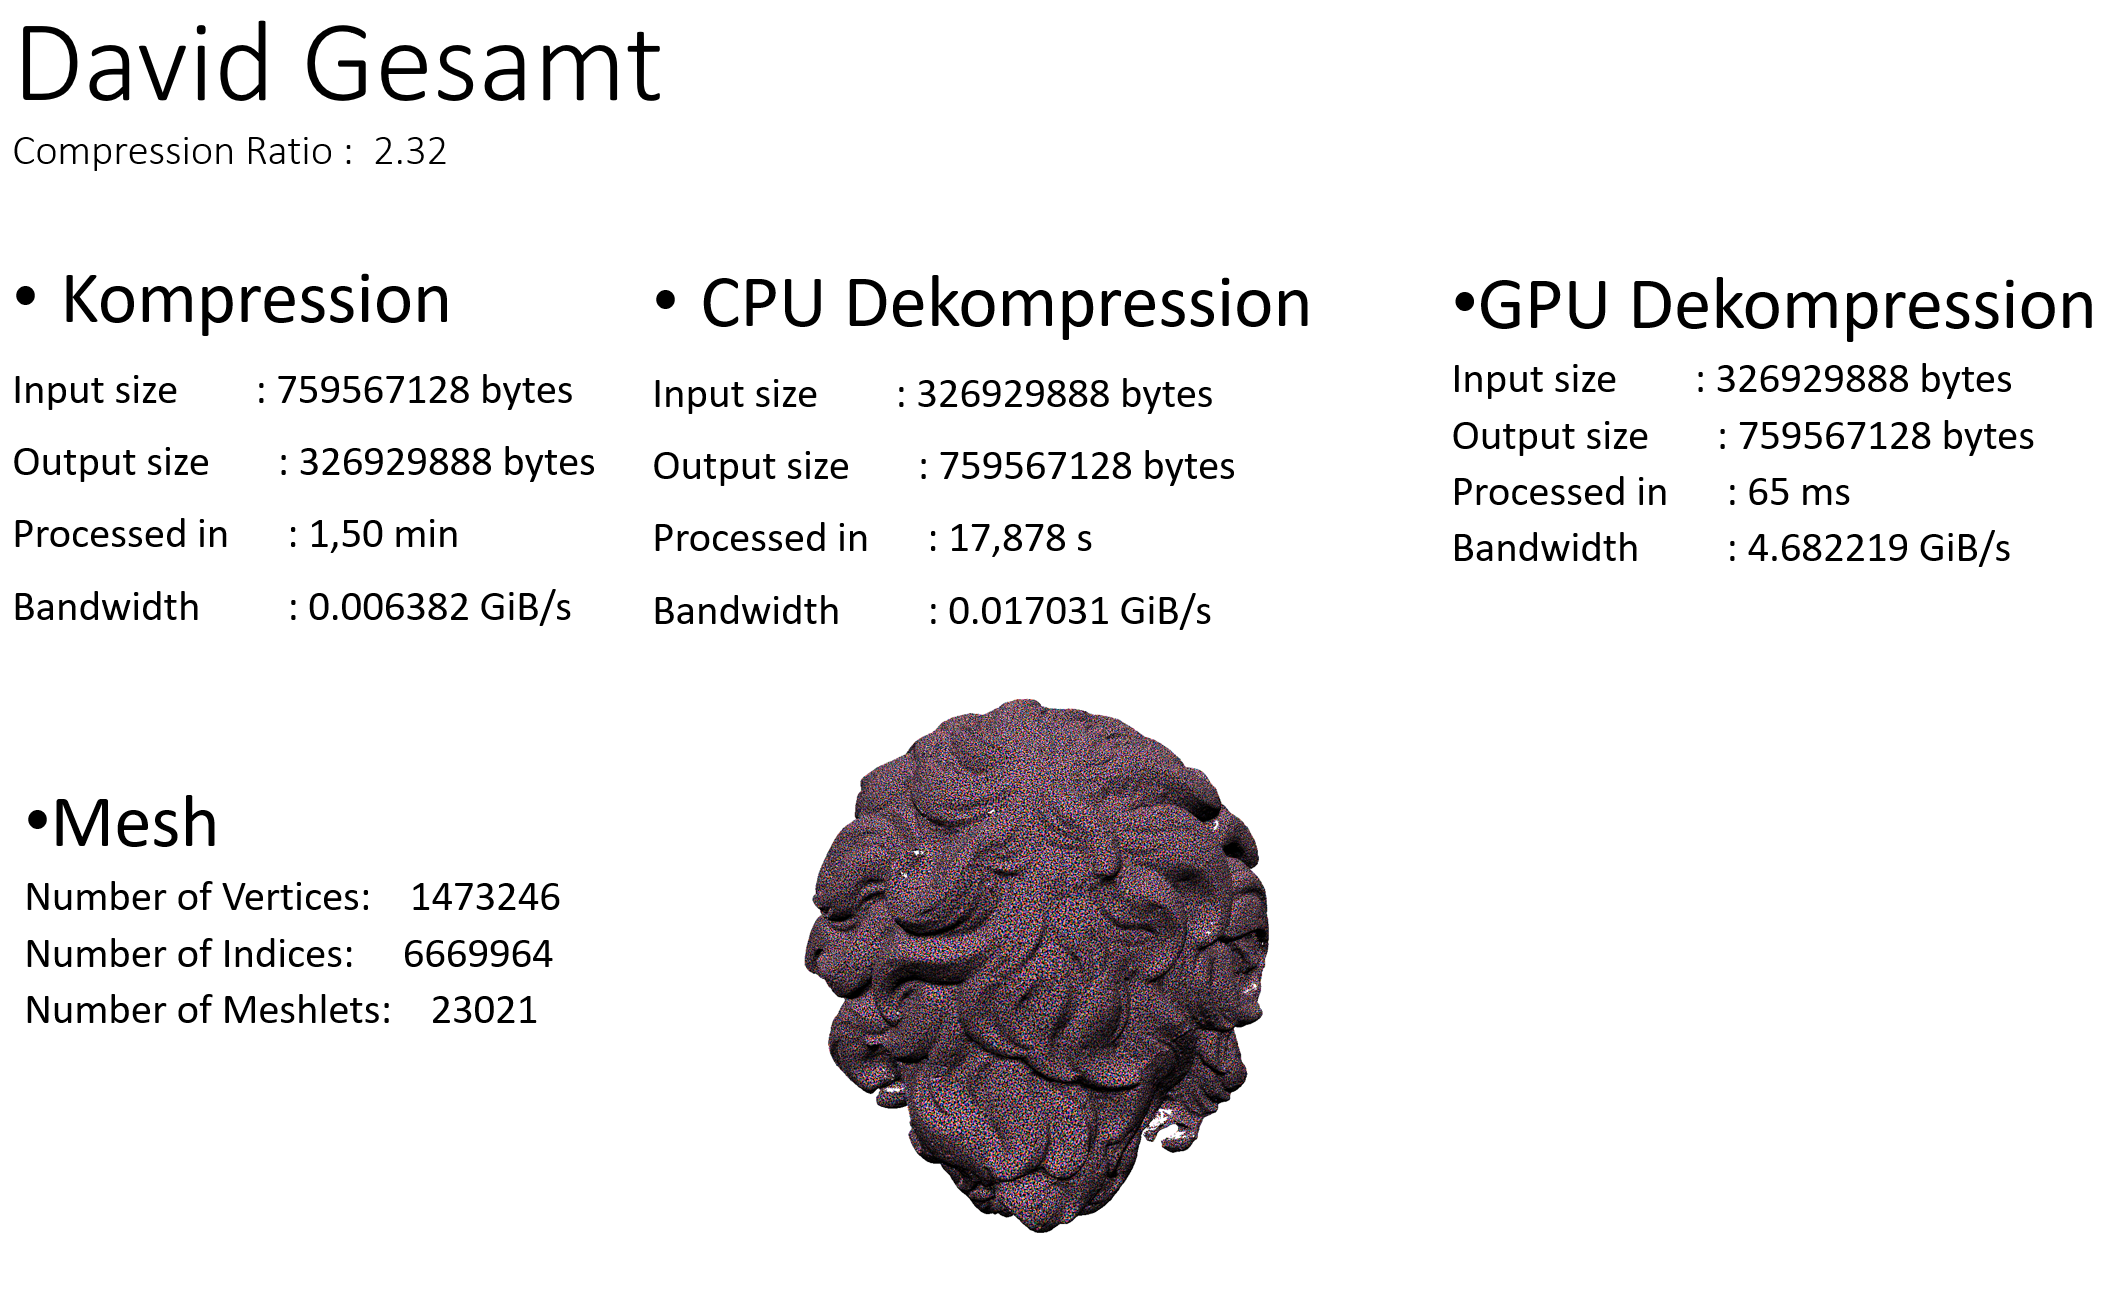 David Gesamt
Compression Ratio : 2.32
• Kompression
Input size : 759567128 bytes
Output size : 326929888 bytes
Processed in : 1,50 min
Bandwidth : 0.006382 GiB/s
• CPU Dekompression
Input size : 326929888 bytes
Output size : 759567128 bytes
Processed in : 17,878 s
Bandwidth : 0.017031 GiB/s
•GPU Dekompression
Input size : 326929888 bytes
Output size : 759567128 bytes
Processed in : 65 ms
Bandwidth : 4.682219 GiB/s
•Mesh
Number of Vertices: 1473246
Number of Indices: 6669964
Number of Meshlets: 23021